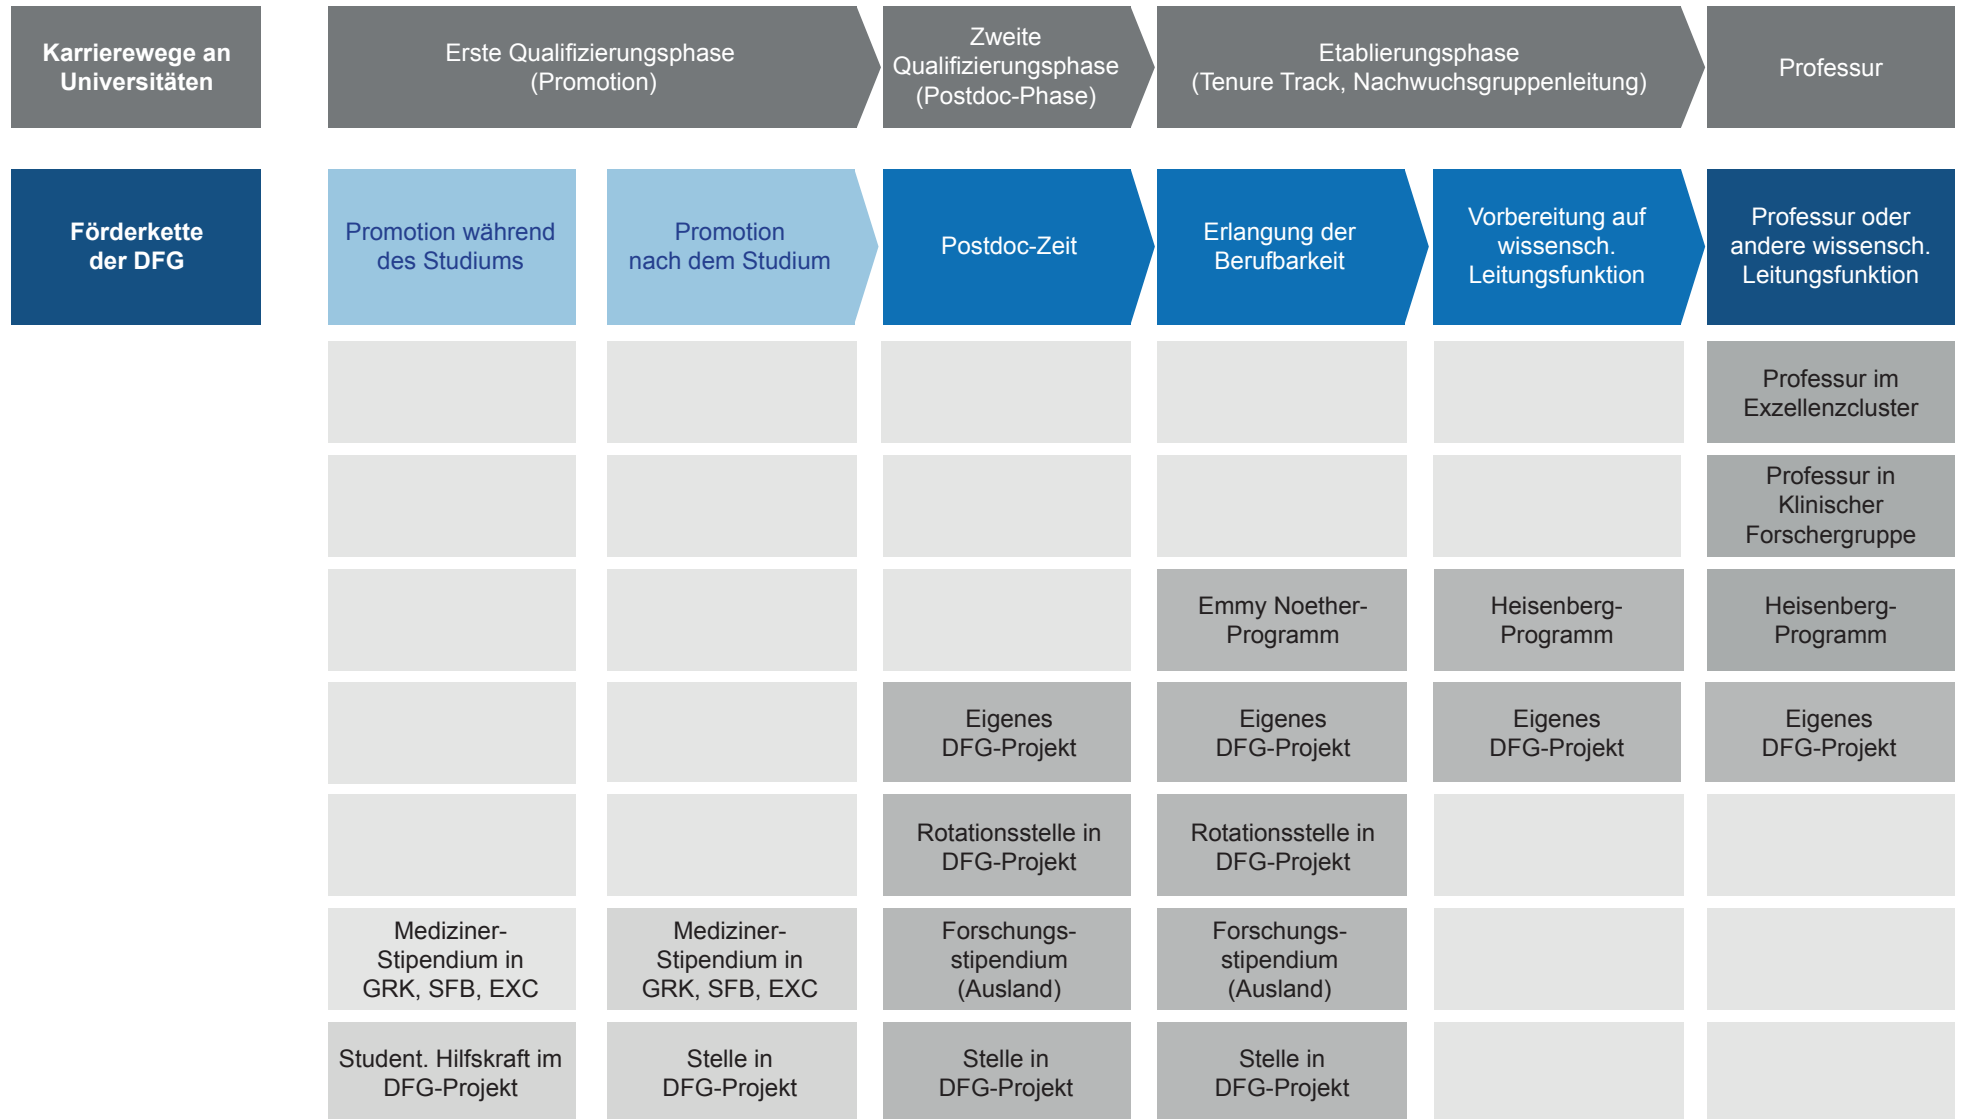 Karrierewege an
Universitäten
Erste Qualifizierungsphase
(Promotion)
Zweite
Qualifizierungsphase
(Postdoc-Phase)
Etablierungsphase
(Tenure Track, Nachwuchsgruppenleitung)
Professur
Förderkette
der DFG
Promotion während
des Studiums
Promotion
nach dem Studium
Postdoc-Zeit
Erlangung der
Berufbarkeit
Vorbereitung auf
wissensch.
Leitungsfunktion
Professur oder
andere wissensch.
Leitungsfunktion
Professur im
Exzellenzcluster
Professur in
Klinischer
Forschergruppe
Emmy Noether-
Programm
Heisenberg-
Programm
Heisenberg-
Programm
Eigenes
DFG-Projekt
Eigenes
DFG-Projekt
Eigenes
DFG-Projekt
Eigenes
DFG-Projekt
Rotationsstelle in
DFG-Projekt
Rotationsstelle in
DFG-Projekt
Mediziner-
Stipendium in
GRK, SFB, EXC
Mediziner-
Stipendium in
GRK, SFB, EXC
Forschungs-
stipendium
(Ausland)
Forschungs-
stipendium
(Ausland)
Student. Hilfskraft im
DFG-Projekt
Stelle in
DFG-Projekt
Stelle in
DFG-Projekt
Stelle in
DFG-Projekt